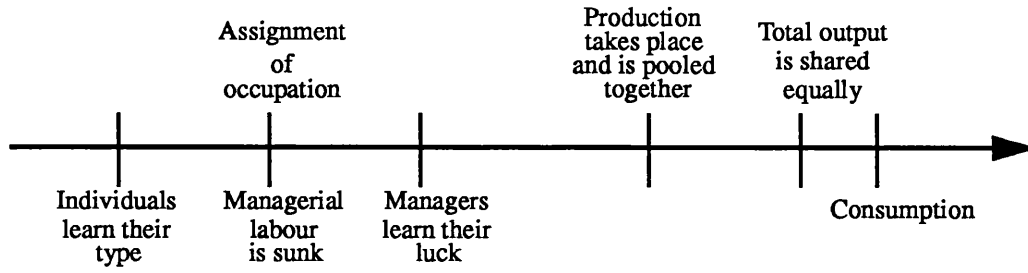 Assignment
of
occupation
Production
takes place
and is pooled
together
Total output
is shared
equally
Individuals
learn their
type
Managerial
labour
is sunk
Managers
learn their
luck
Consumption